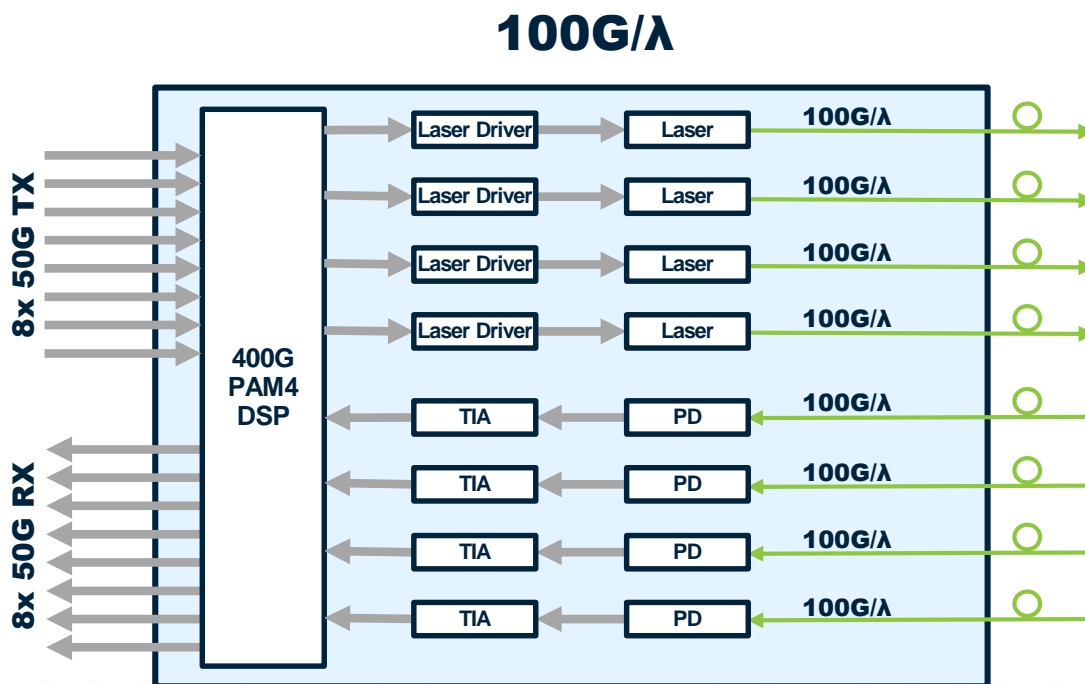 100G/λ
8x 50G TX
8x 50G RX
400G
PAM4
DSP
Laser Driver
Laser
100G/λ
Laser Driver
Laser
100G/λ
Laser Driver
Laser
100G/λ
Laser Driver
Laser
100G/λ
TIA
PD
100G/λ
TIA
PD
100G/λ
TIA
PD
100G/λ
TIA
PD
100G/λ